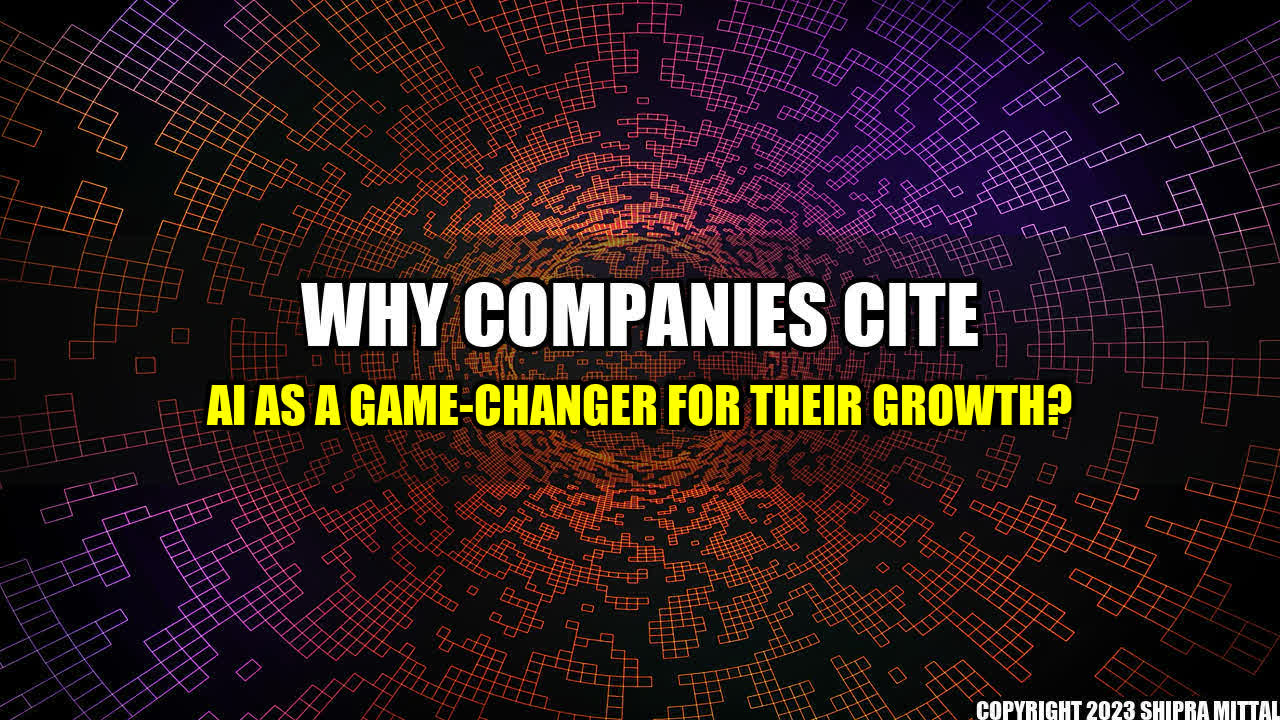 WHY COMPANIES CITE
AI AS A GAME-CHANGER FOR THEIR GROWTH?
COPYRIGHT 2023 SHIPRA MITTAL